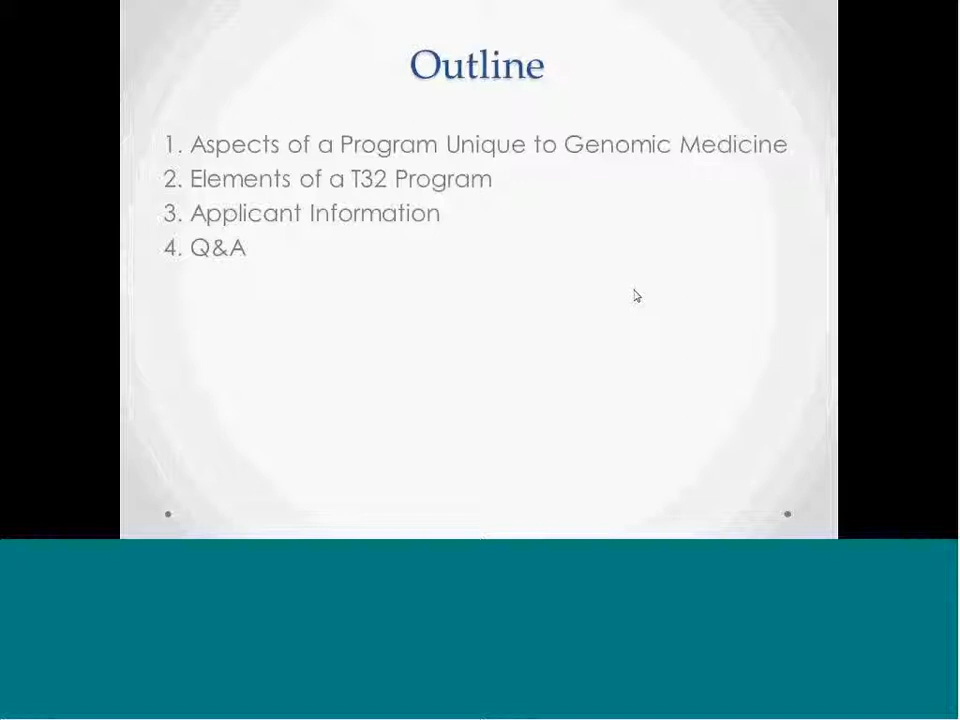 Outline
1. Aspects of a Program Unique to Genomic Medicine
2. Elements of a T32 Program
3. Applicant Information
4. Q&A